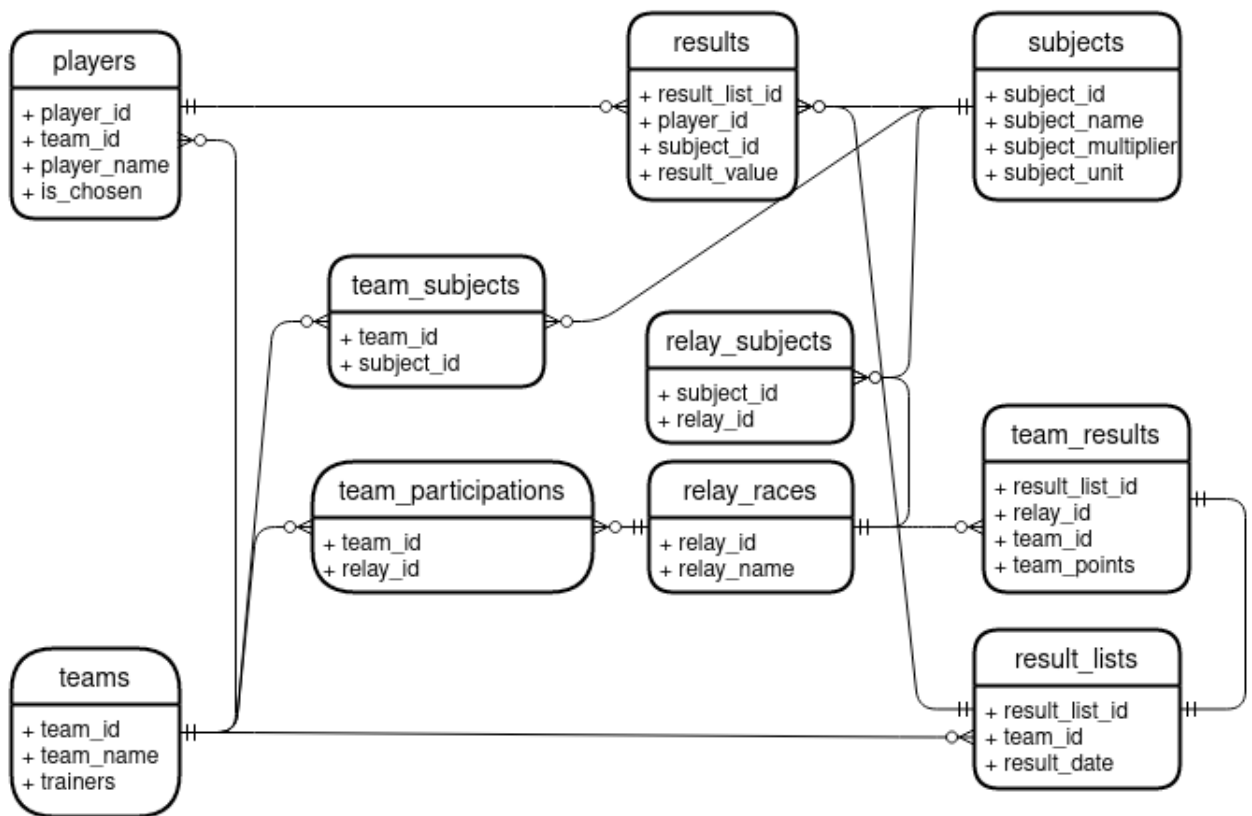 players
+ player_id
+ team_id
+ player_name
+ is_chosen
results
+ result_list_id
+ player_id
+ subject_id
+ result_value
subjects
+ subject_id
+ subject_name
+ subject_multiplier
+ subject_unit
team_subjects
+ team_id
+ subject_id
relay_subjects
+ subject_id
+ relay_id
team_participations
+ team_id
+ relay_id
relay_races
+ relay_id
+ relay_name
team_results
+ result_list_id
+ relay_id
+ team_id
+ team_points
teams
+ team_id
+ team_name
+ trainers
result_lists
+ result_list_id
+ team_id
+ result_date